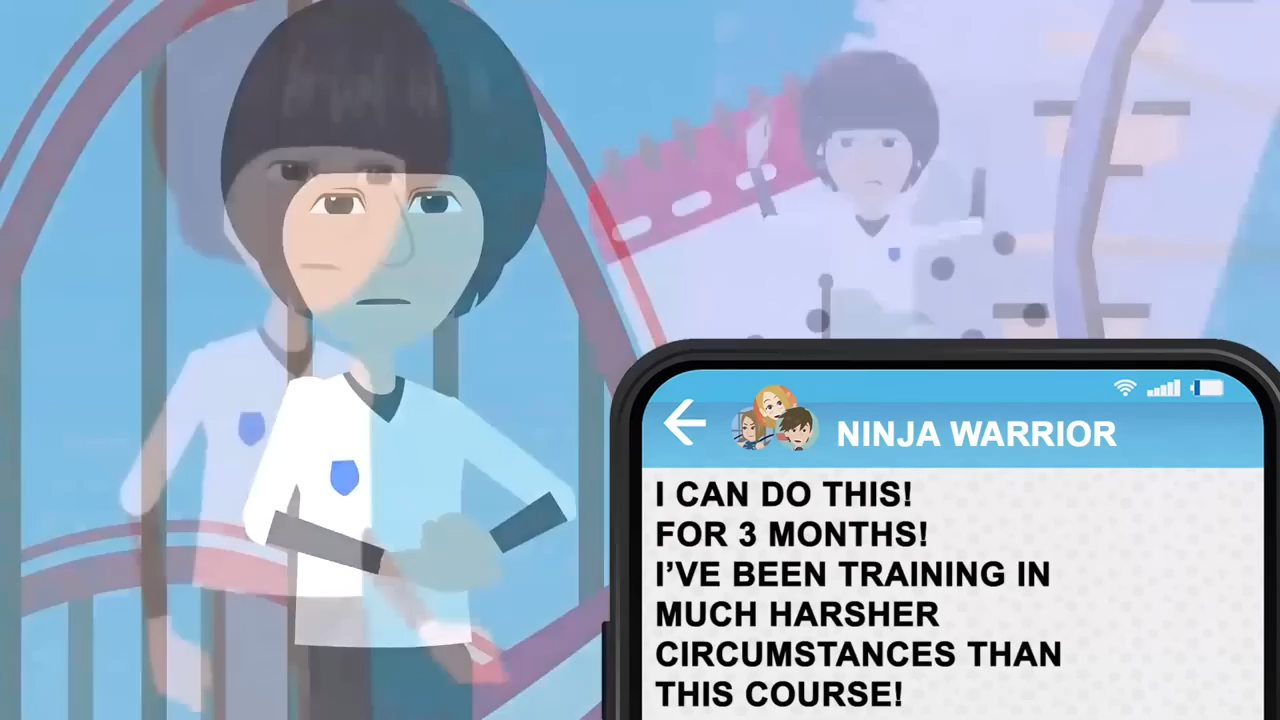 NINJA WARRIOR
I CAN DO THIS!
FOR 3 MONTHS!
I'VE BEEN TRAINING IN
MUCH HARSHER
CIRCUMSTANCES THAN
THIS COURSE!